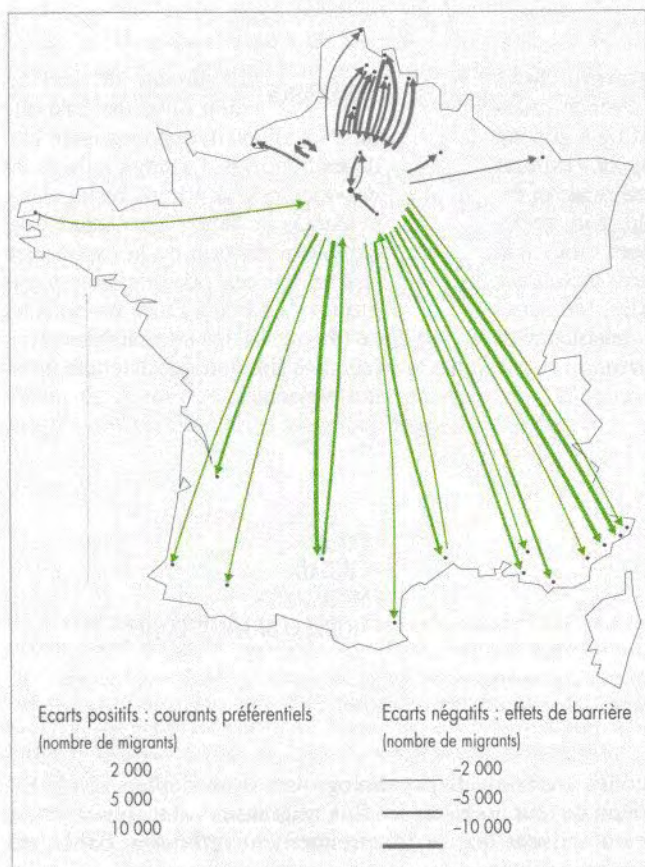 Ecarts positifs : courants préférentiels
(nombre de migrants)
2 000
5 000
10 000
Ecarts négatifs : effets de barrière
(nombre de migrants)
–2 000
–5 000
–10 000